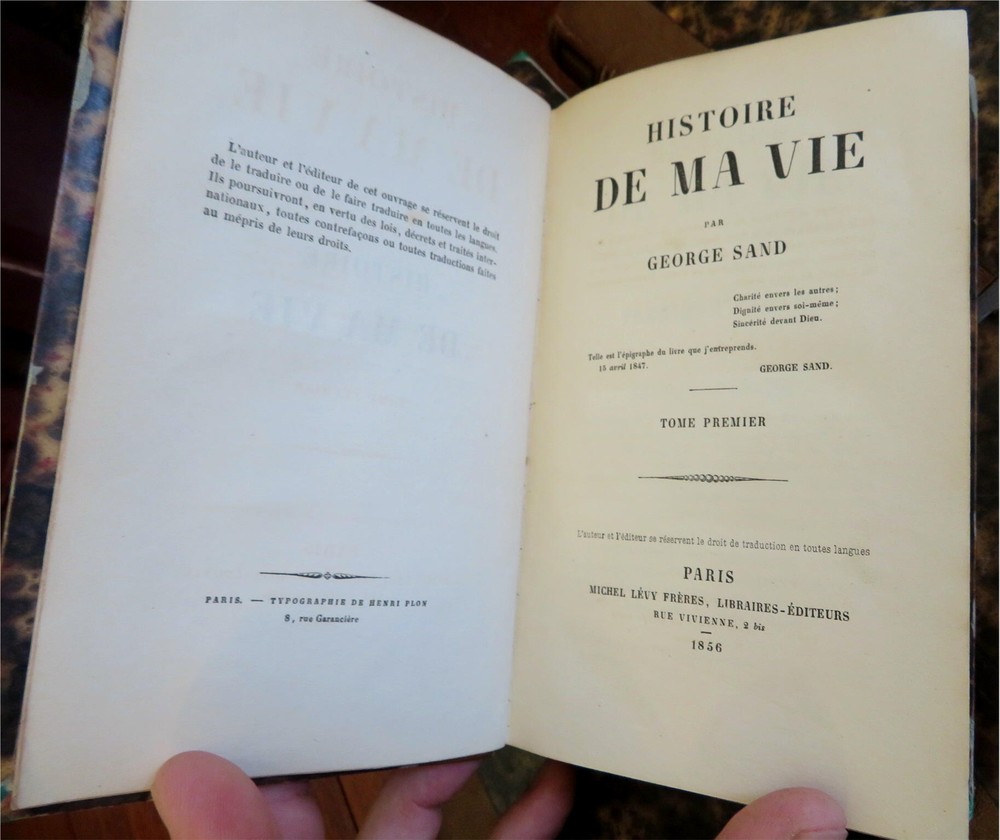 L'auteur et l'éditeur de cet ouvrage se réservent le droit
de le traduire ou de le faire traduire en toutes les langues.
Ils poursuivront, en vertu des lois, décrets et traités inter-
nationaux, toutes contrefaçons ou toutes traductions faites
au mépris de leurs droits.
PARIS. — TYPOGRAPHIE DE HENRI PLON
8, rue Garancière
HISTOIRE
DE MA VIE
PAR
GEORGE SAND
Charité envers les autres;
Dignité envers soi-même;
Sincérité devant Dieu.
Telle est l'épigraphe du livre que j'entreprends.
15 avril 1847.
GEORGE SAND.
TOME PREMIER
L'auteur et l'éditeur se réservent le droit de traduction en toutes langues
PARIS
MICHEL LÉVY FRÈRES, LIBRAIRES-ÉDITEURS
RUE VIVIENNE, 2 bis
1856